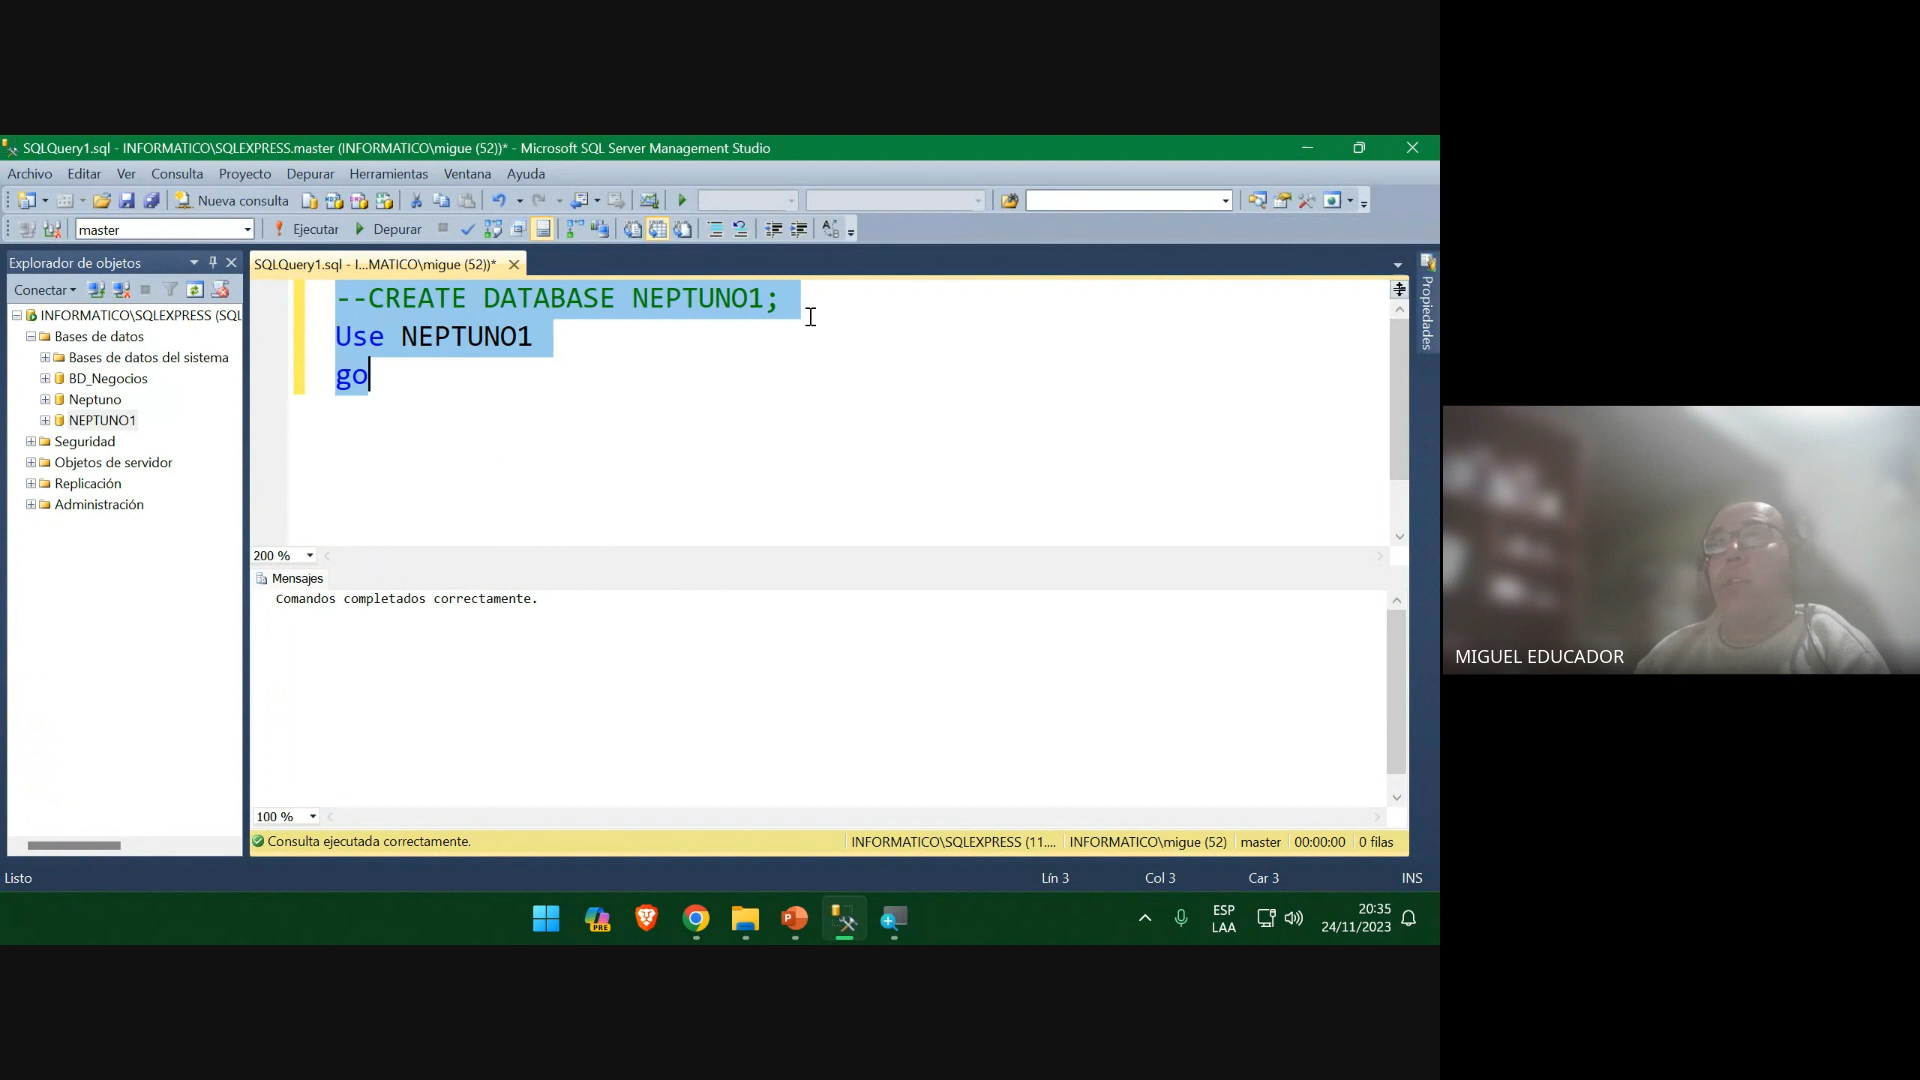 SQLQuery1.sql - INFORMATICO\SQLEXPRESS.master (INFORMATICO\migue (52))* - Microsoft SQL Server Management Studio
Archivo Editar Ver Consulta Proyecto Depurar Herramientas Ventana Ayuda
Nueva consulta
master Ejecutar Depurar
Explorador de objetos
SQLQuery1.sql - I...MATICO\migue (52))*
Conectar
INFORMATICO\SQLEXPRESS (SQL
Bases de datos
Bases de datos del sistema
BD_Negocios
Neptuno
NEPTUNO1
Seguridad
Objetos de servidor
Replicación
Administración
--CREATE DATABASE NEPTUNO1;
Use NEPTUNO1
go
Propiedades
200 %
Mensajes
Comandos completados correctamente.
100 %
Consulta ejecutada correctamente. INFORMATICO\SQLEXPRESS (11.... INFORMATICO\migue (52) master 00:00:00 0 filas
Listo Lín 3 Col 3 Car 3 INS
PRE
ESP
LAA
20:35
24/11/2023
MIGUEL EDUCADOR